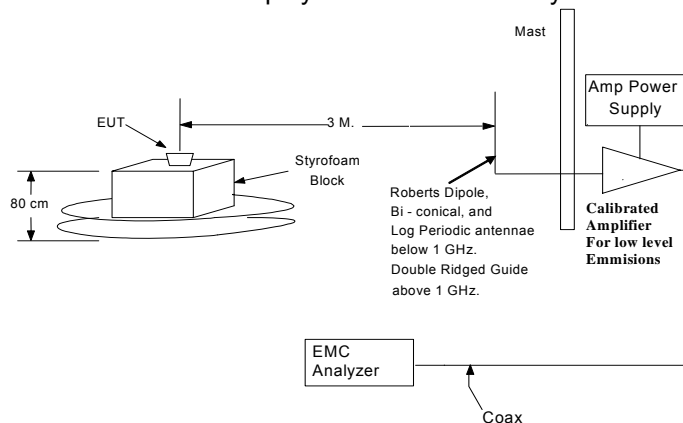 Mast
Amp Power
Supply
EUT
3 M.
Styrofoam
Block
80 cm
Roberts Dipole,
Bi - conical, and
Log Periodic antennae
below 1 GHz.
Double Ridged Guide
above 1 GHz.
Calibrated
Amplifier
For low level
Emmisions
EMC
Analyzer
Coax